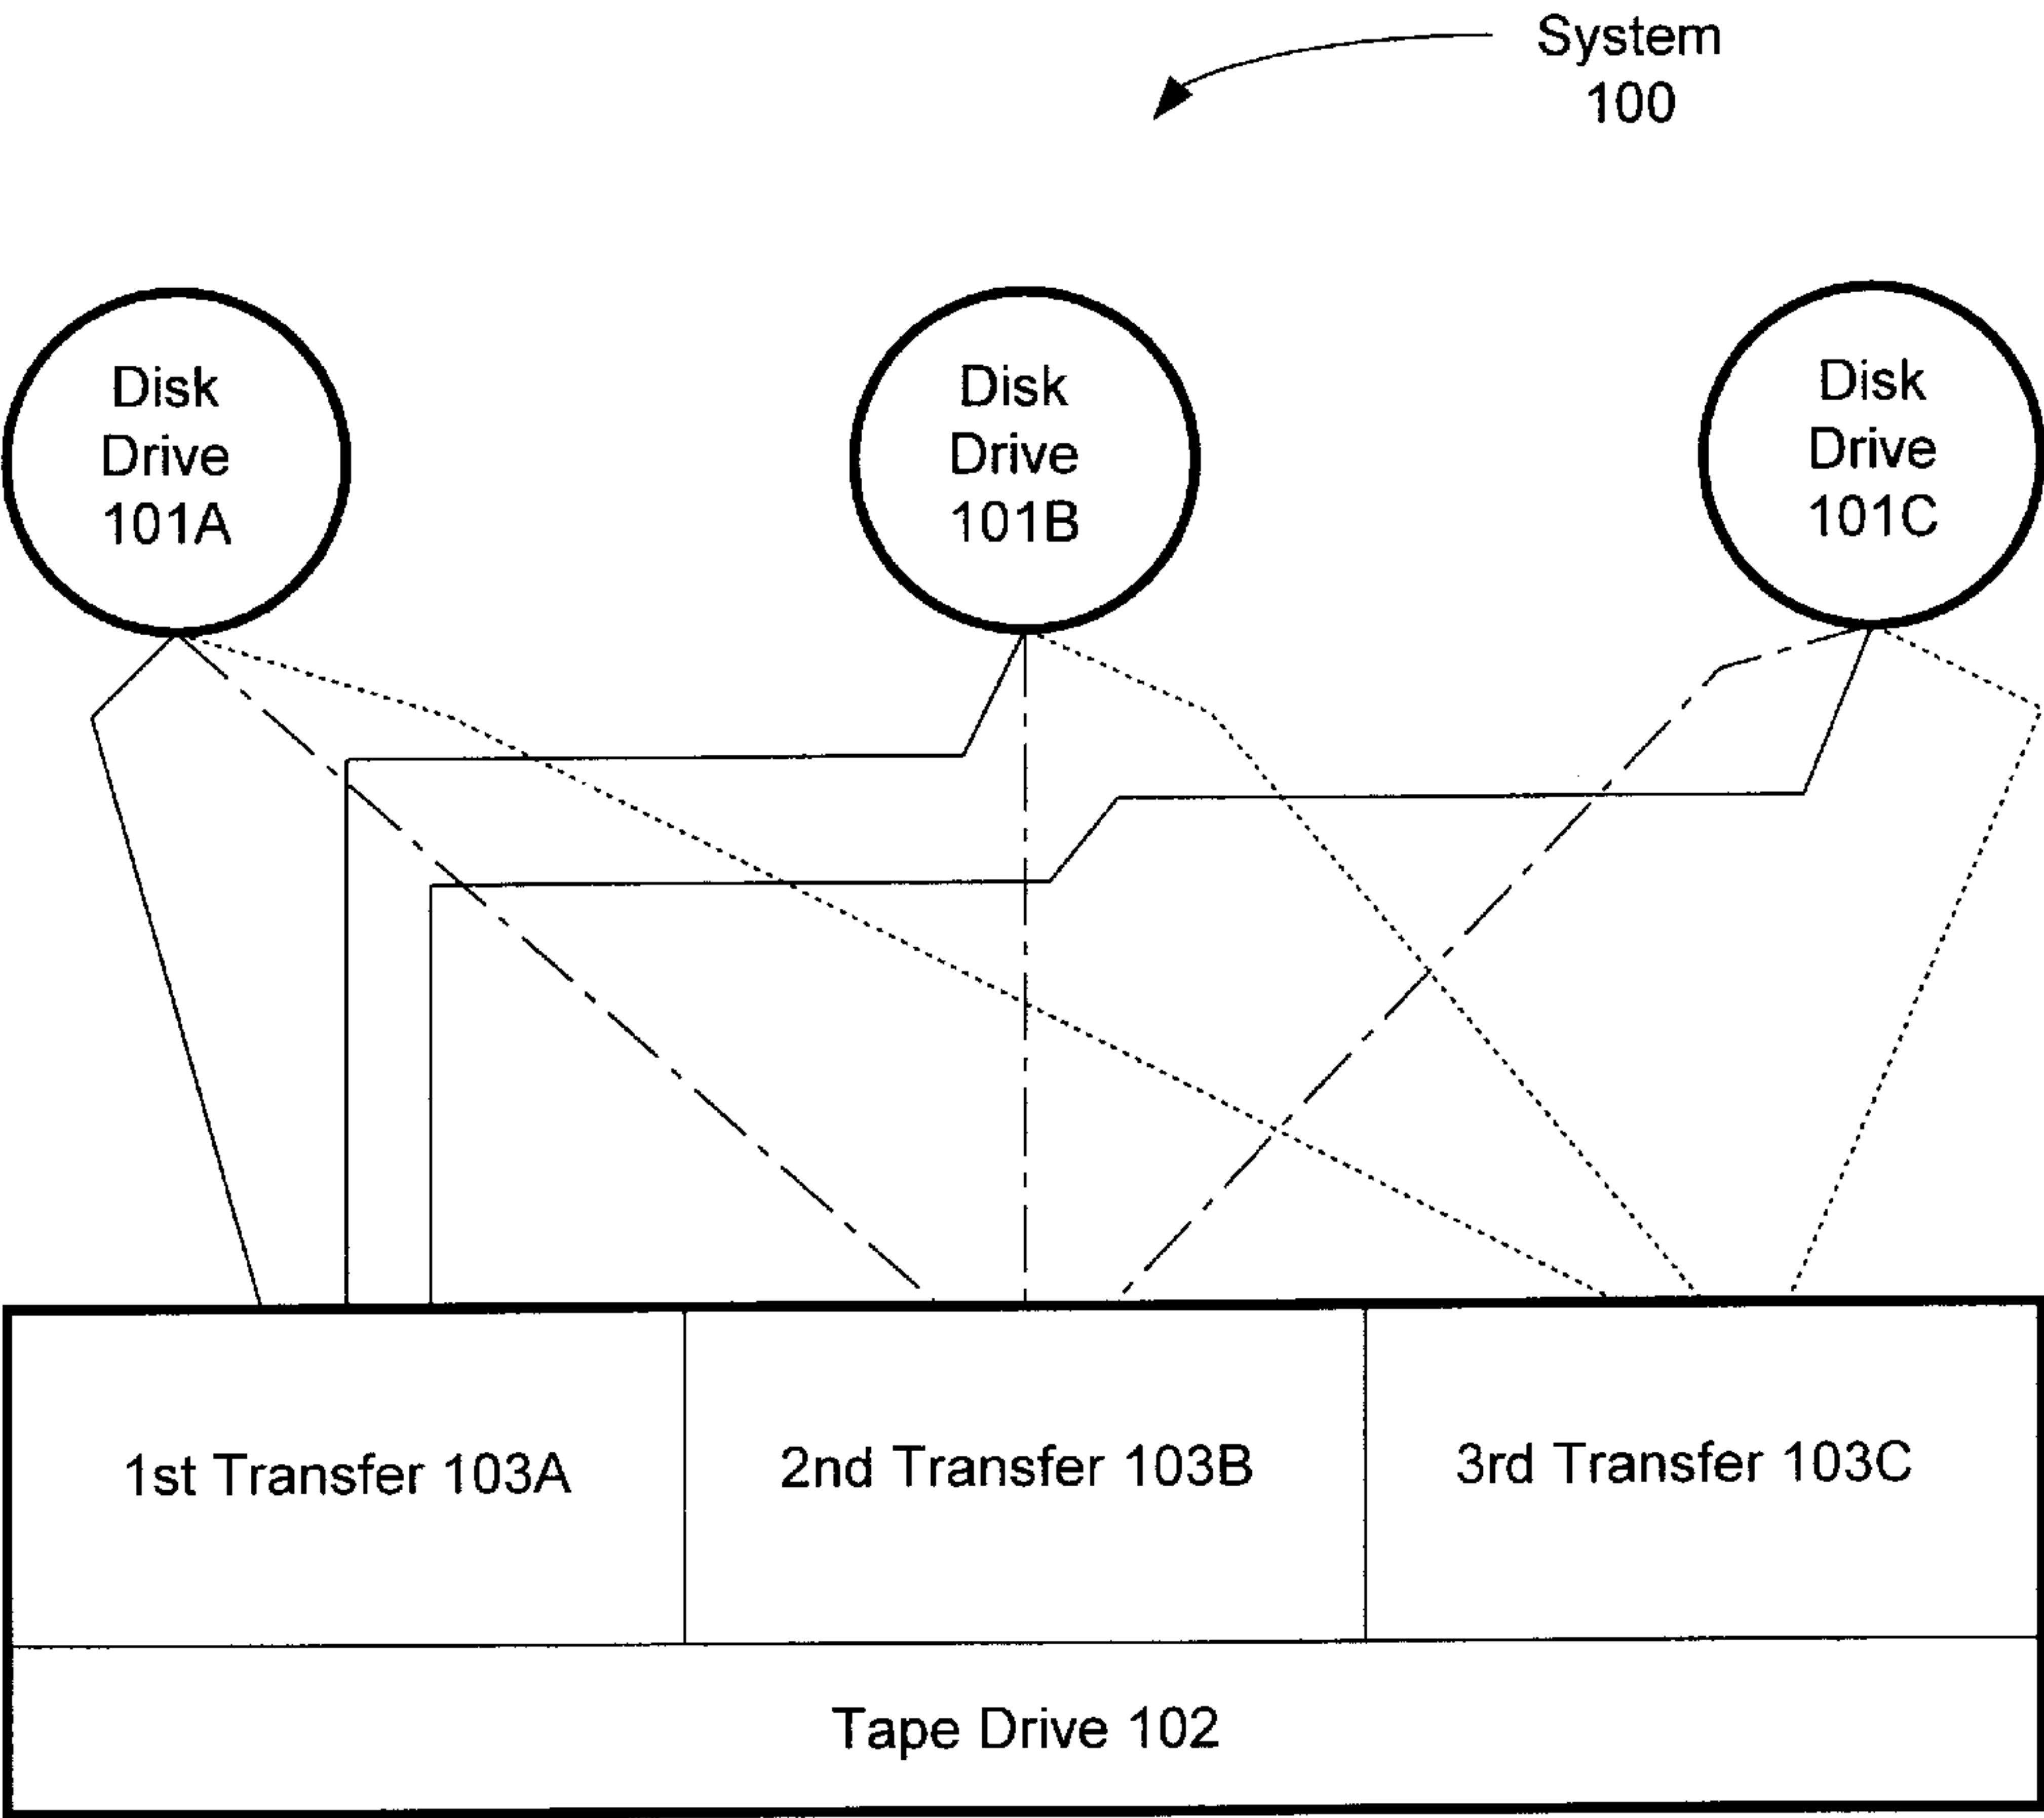 System
100
Disk
Drive
101A
Disk
Drive
101B
Disk
Drive
101C
1st Transfer 103A
2nd Transfer 103B
3rd Transfer 103C
Tape Drive 102